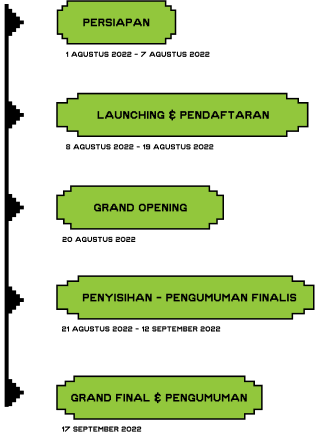 PERSIAPAN
1 AGUSTUS 2022 - 7 AGUSTUS 2022
LAUNCHING & PENDAFTARAN
8 AGUSTUS 2022 - 19 AGUSTUS 2022
GRAND OPENING
20 AGUSTUS 2022
PENYISIHAN - PENGUMUMAN FINALIS
21 AGUSTUS 2022 - 12 SEPTEMBER 2022
GRAND FINAL & PENGUMUMAN
17 SEPTEMBER 2022